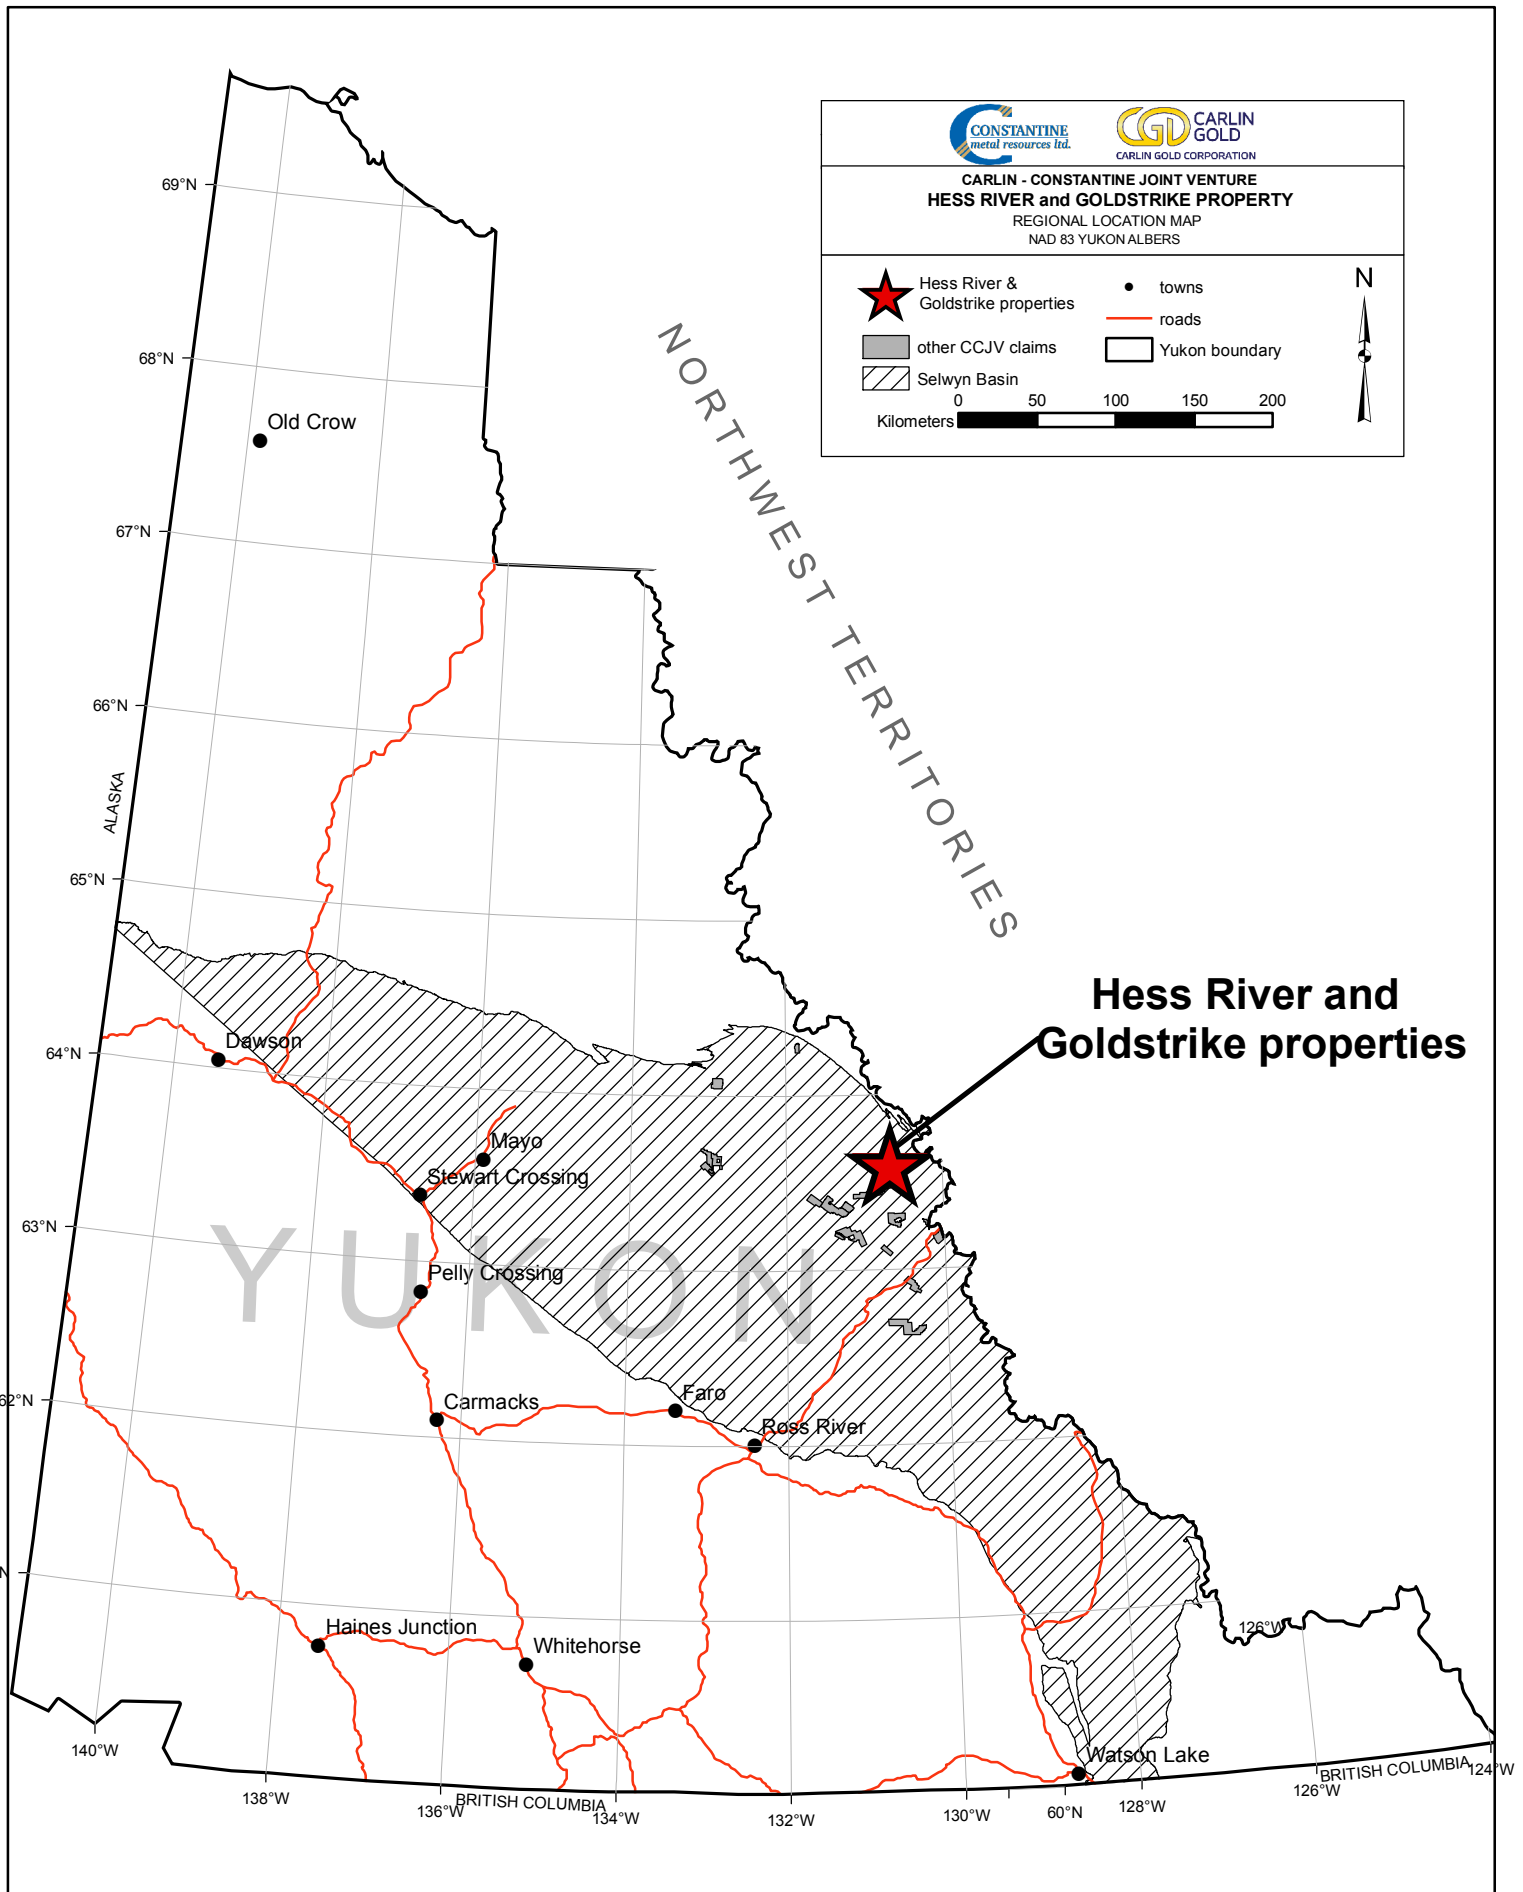 CONSTANTINE
metal resources ltd.
CGD
CARLIN
GOLD
CARLIN GOLD CORPORATION
CARLIN - CONSTANTINE JOINT VENTURE
HESS RIVER and GOLDSTRIKE PROPERTY
REGIONAL LOCATION MAP
NAD 83 YUKON ALBERS
Hess River &
Goldstrike properties
towns
roads
other CCJV claims
Yukon boundary
Selwyn Basin
N
0 50 100 150 200
Kilometers
69°N
68°N
Old Crow
67°N
NORTHWEST TERRITORIES
66°N
ALASKA
65°N
Hess River and
Goldstrike properties
64°N
Dawson
Mayo
Stewart Crossing
63°N
YUKON
Pelly Crossing
62°N
Faro
Carmacks
Ross River
N
Haines Junction
Whitehorse
126°W
Watson Lake
140°W
138°W
136°W
BRITISH COLUMBIA
134°W
132°W
130°W
60°N
128°W
126°W
BRITISH COLUMBIA
124°W